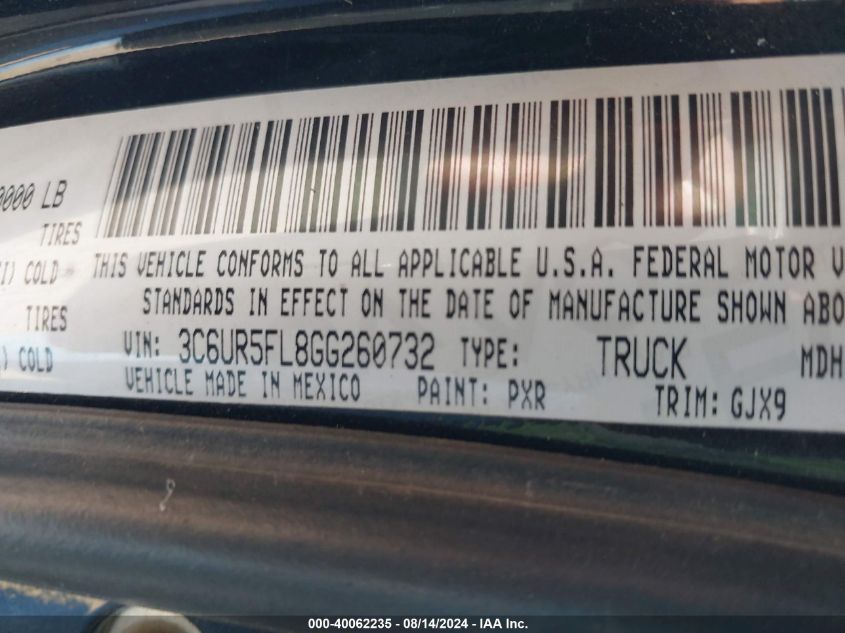 0000 LB
TIRES
COLD
THIS VEHICLE CONFORMS TO ALL APPLICABLE U.S.A. FEDERAL MOTOR V
STANDARDS IN EFFECT ON THE DATE OF MANUFACTURE SHOWN ABO
TIRES
VIN: 3C6UR5FL8GG260732 TYPE: TRUCK MDH
COLD
VEHICLE MADE IN MEXICO PAINT: PXR TRIM: GJX9
000-40062235 - 08/14/2024 - IAA Inc.